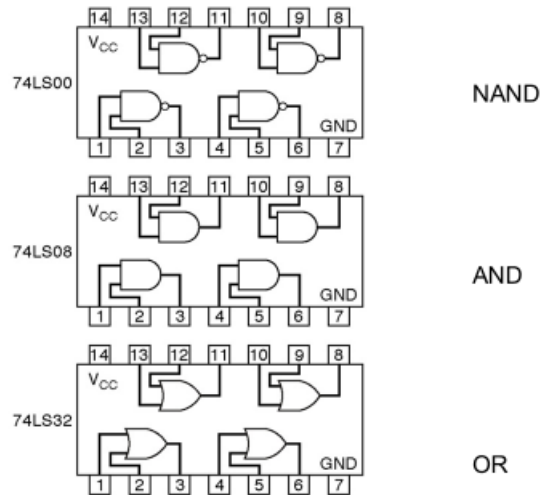 14 13 12 11 10 9 8
VCC
74LS00
NAND
GND
1 2 3 4 5 6 7
14 13 12 11 10 9 8
VCC
74LS08
AND
GND
1 2 3 4 5 6 7
14 13 12 11 10 9 8
VCC
74LS32
GND
OR
1 2 3 4 5 6 7